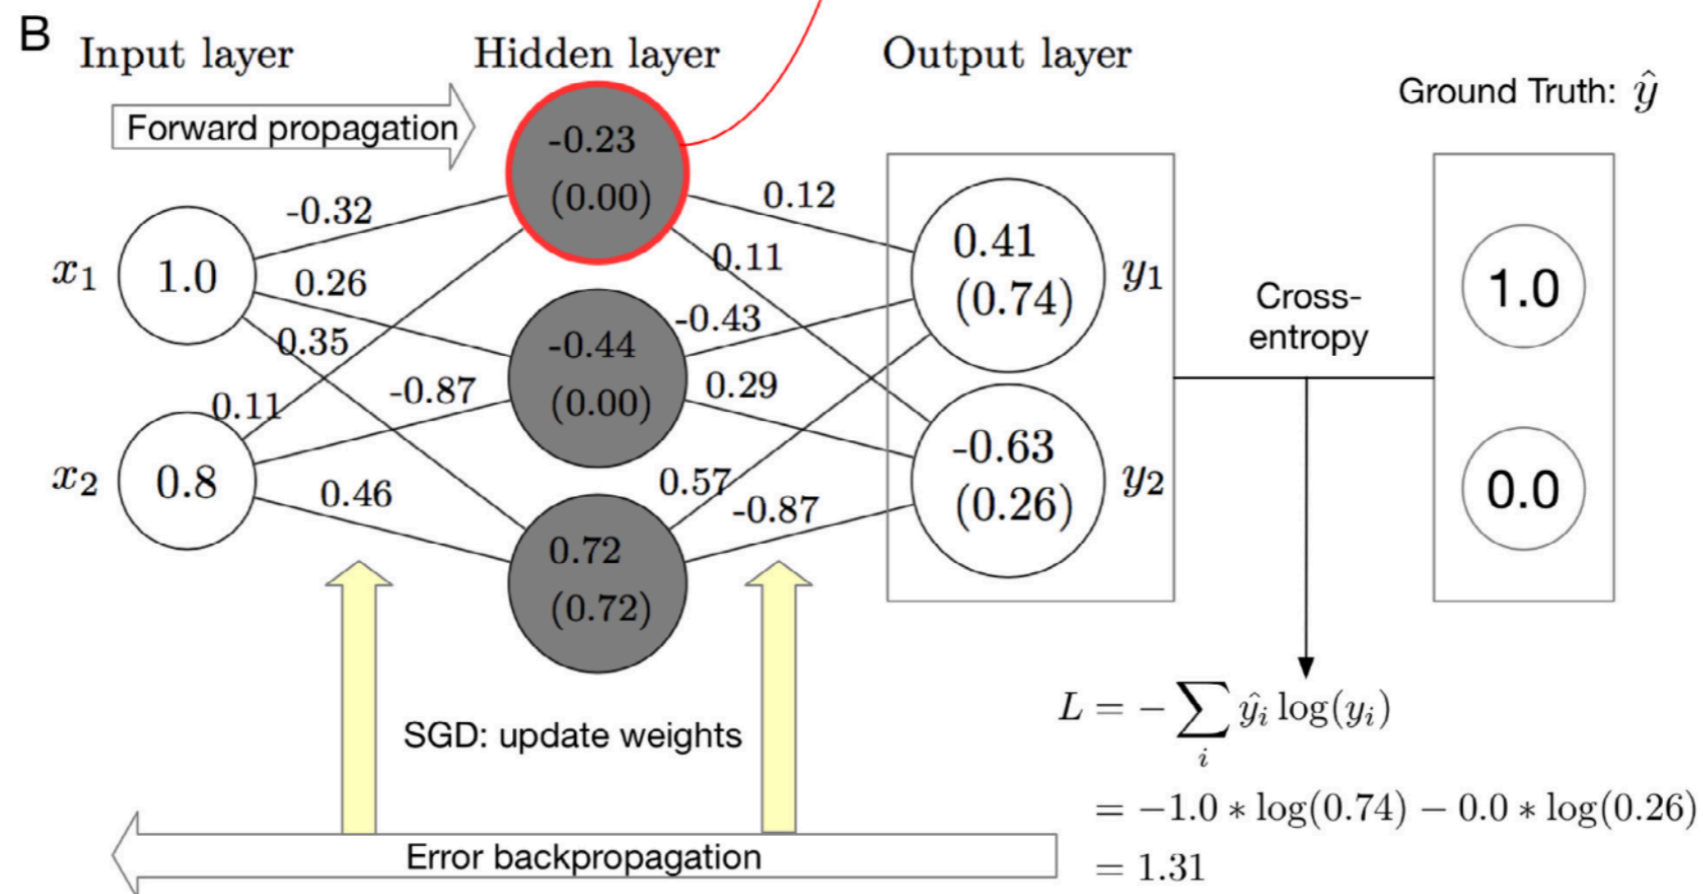 B
Input layer
Hidden layer
Output layer
Ground Truth: ŷ
Forward propagation
-0.23
(0.00)
-0.32
0.12
x₁
1.0
0.26
0.11
0.41
(0.74)
y₁
Cross-
entropy
1.0
0.35
-0.44
(0.00)
-0.43
0.11
-0.87
0.29
x₂
0.8
0.46
0.57
-0.87
-0.63
(0.26)
y₂
0.0
0.72
(0.72)
SGD: update weights
L = − ∑ᵢ ŷᵢ log(yᵢ)
= −1.0 ∗ log(0.74) − 0.0 ∗ log(0.26)
= 1.31
Error backpropagation